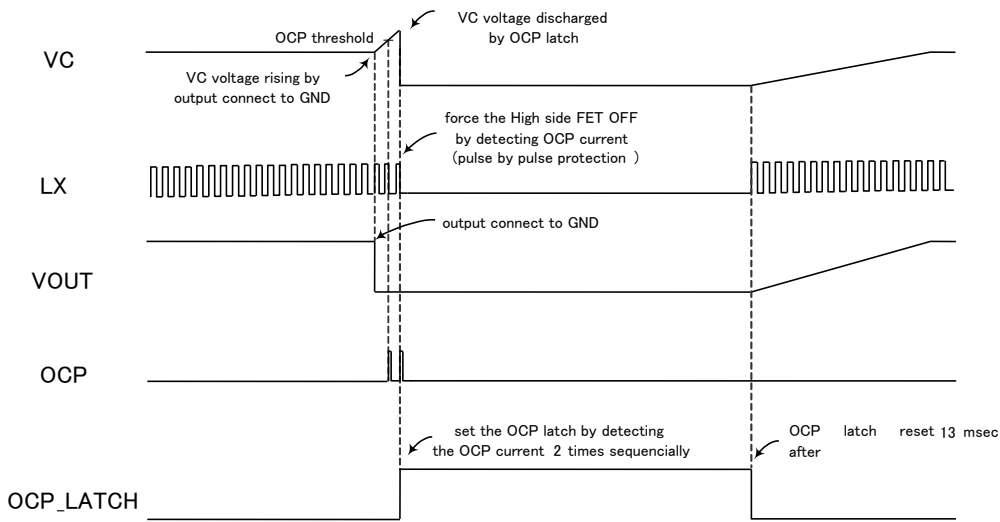 VC voltage discharged
by OCP latch
OCP threshold
VC
VC voltage rising by
output connect to GND
force the High side FET OFF
by detecting OCP current
(pulse by pulse protection )
LX
output connect to GND
VOUT
OCP
set the OCP latch by detecting
the OCP current 2 times sequencially
OCP latch reset 13 msec
after
OCP_LATCH